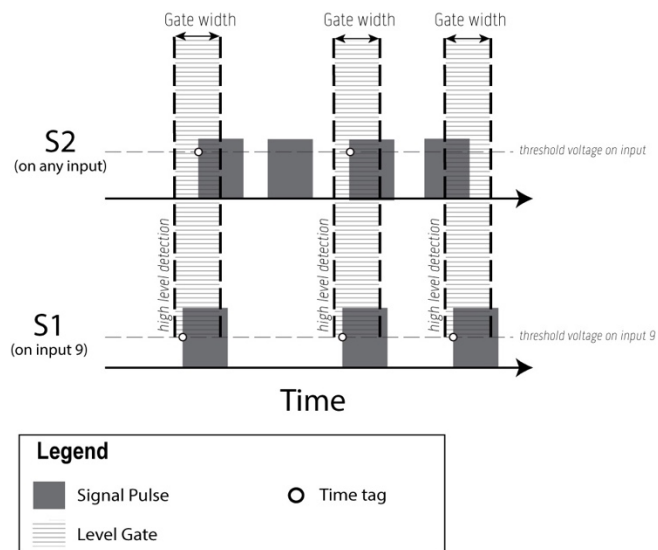 Gate width
Gate width
Gate width
S2
(on any input)
threshold voltage on input
high level detection
high level detection
high level detection
S1
(on input 9)
threshold voltage on input 9
Time
Legend
Signal Pulse
Time tag
Level Gate